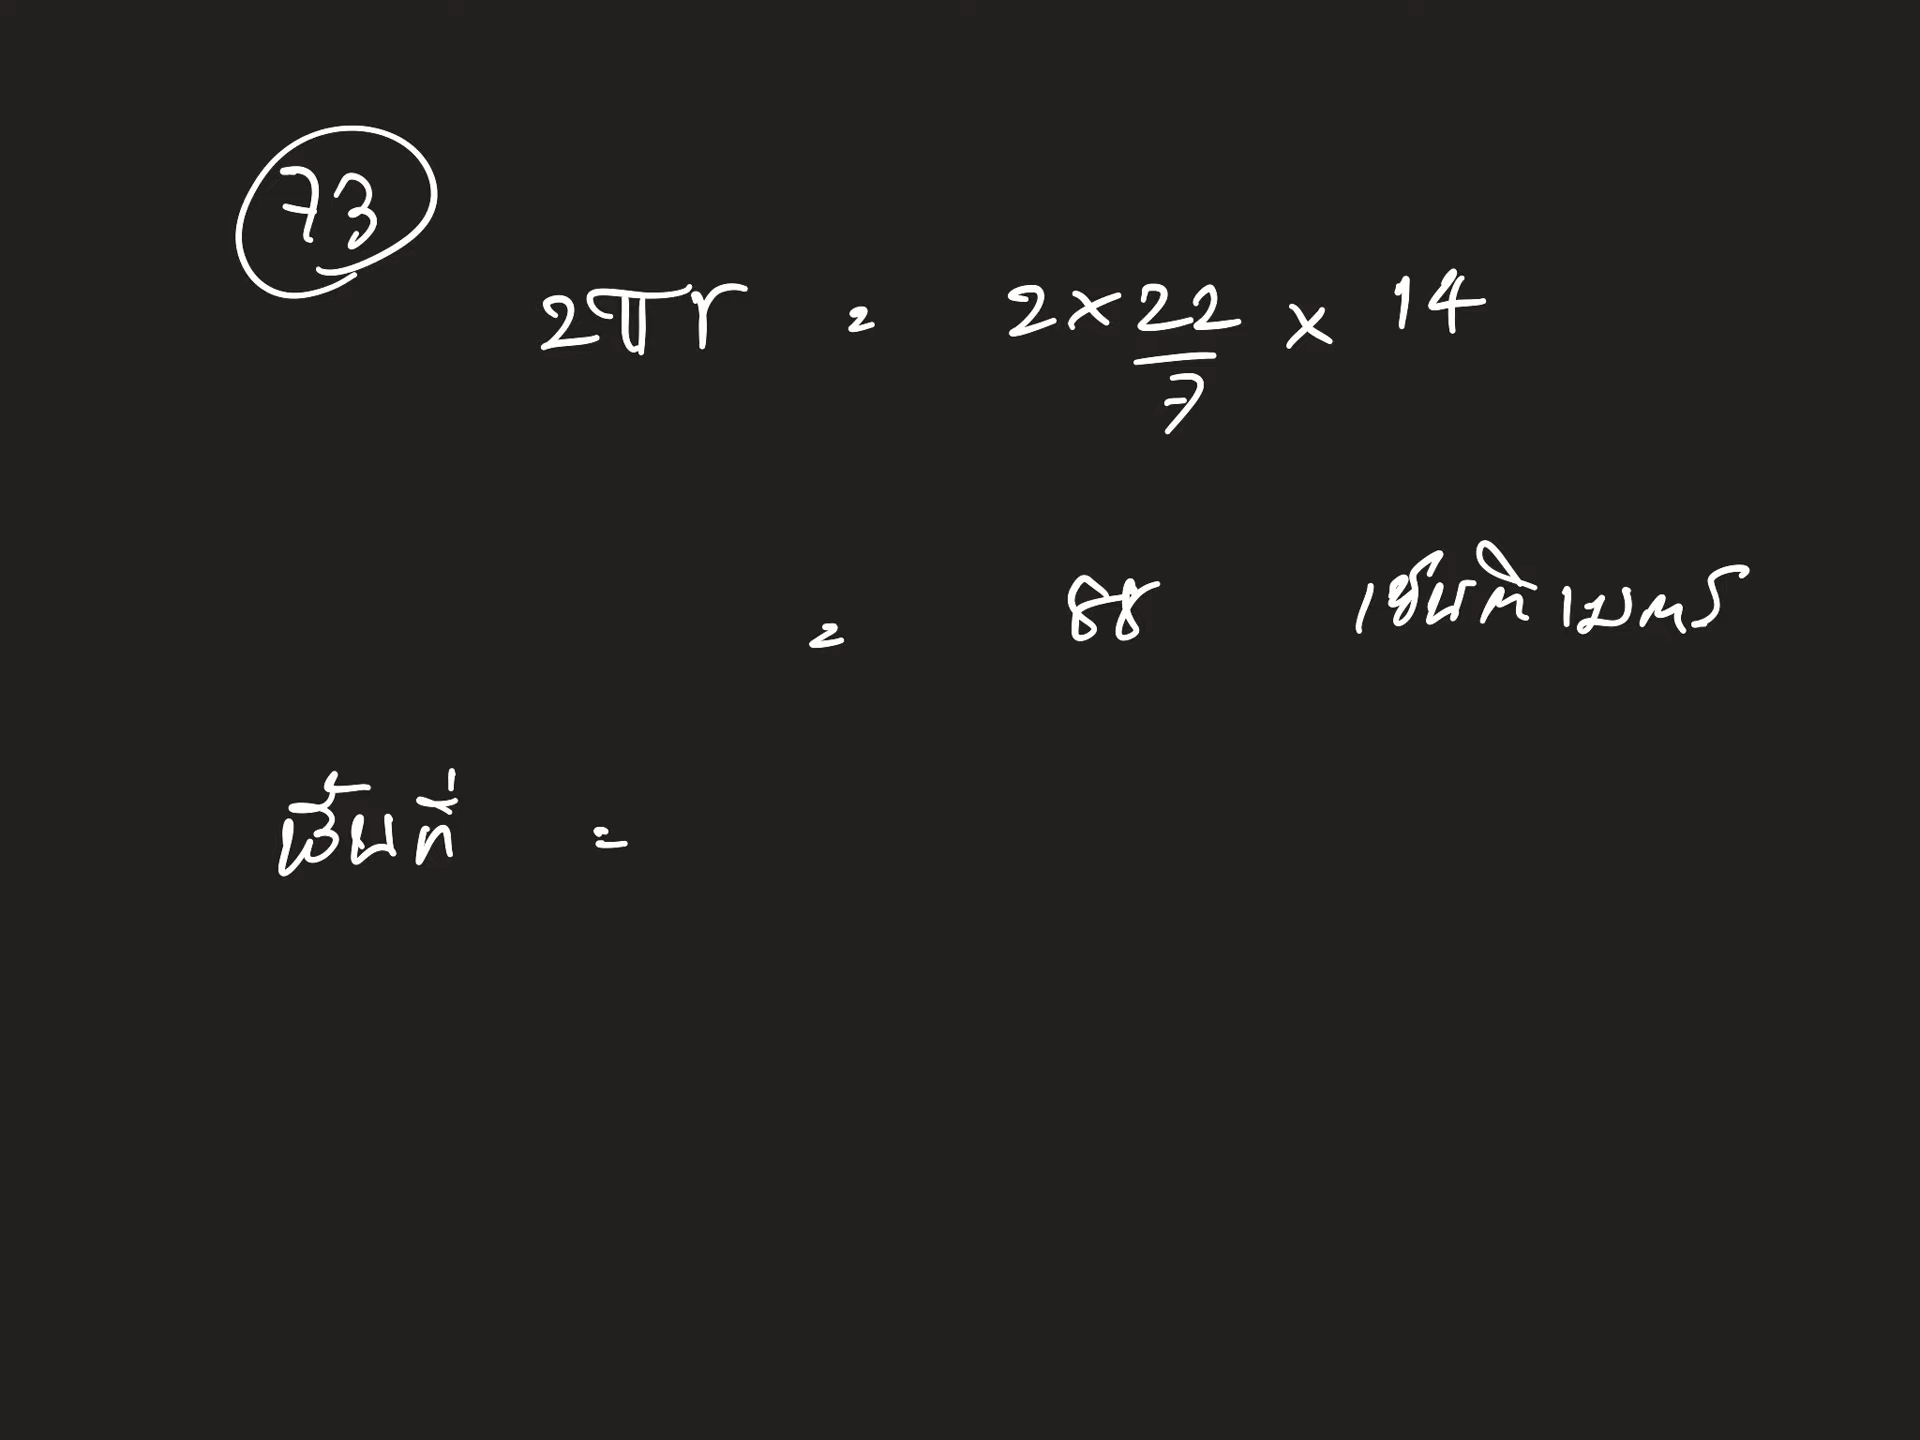 73
2πr = 2 × 22/7 × 14
= 88 เซนติเมตร
พื้นที่ =